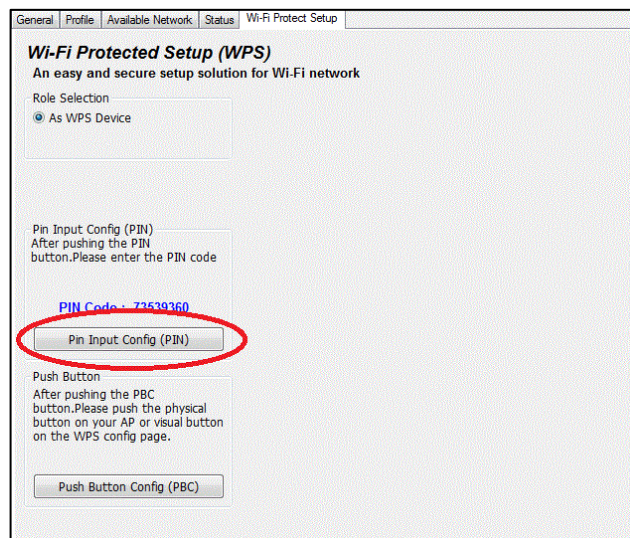 General Profile Available Network Status Wi-Fi Protect Setup
Wi-Fi Protected Setup (WPS)
An easy and secure setup solution for Wi-Fi network
Role Selection
As WPS Device
Pin Input Config (PIN)
After pushing the PIN
button.Please enter the PIN code
PIN Code : 73539360
Pin Input Config (PIN)
Push Button
After pushing the PBC
button.Please push the physical
button on your AP or visual button
on the WPS config page.
Push Button Config (PBC)